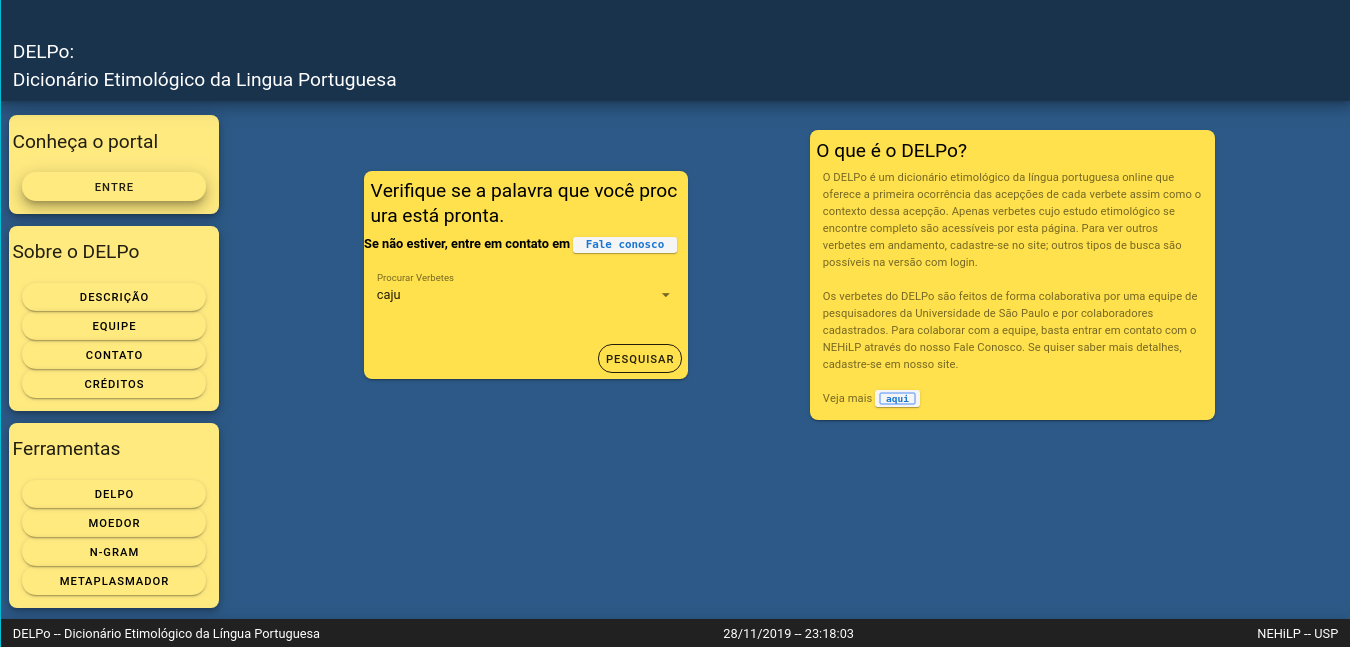 DELPo:
Dicionário Etimológico da Lingua Portuguesa
Conheça o portal
ENTRE
Sobre o DELPo
DESCRIÇÃO
EQUIPE
CONTATO
CRÉDITOS
Ferramentas
DELPO
MOEDOR
N-GRAM
METAPLASMADOR
Verifique se a palavra que você proc
ura está pronta.
Se não estiver, entre em contato em Fale conosco
Procurar Verbetes
caju
PESQUISAR
O que é o DELPo?
O DELPo é um dicionário etimológico da língua portuguesa online que
oferece a primeira ocorrência das acepções de cada verbete assim como o
contexto dessa acepção. Apenas verbetes cujo estudo etimológico se
encontre completo são acessíveis por esta página. Para ver outros
verbetes em andamento, cadastre-se no site; outros tipos de busca são
possíveis na versão com login.
Os verbetes do DELPo são feitos de forma colaborativa por uma equipe de
pesquisadores da Universidade de São Paulo e por colaboradores
cadastrados. Para colaborar com a equipe, basta entrar em contato com o
NEHiLP através do nosso Fale Conosco. Se quiser saber mais detalhes,
cadastre-se em nosso site.
Veja mais aqui
DELPo -- Dicionário Etimológico da Língua Portuguesa
28/11/2019 -- 23:18:03
NEHiLP -- USP